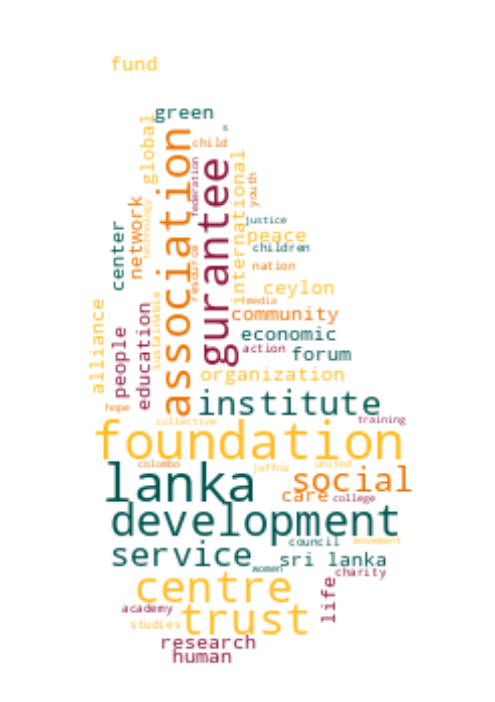 fund
green
s
global
child
association
gurantee
federation
international
youth
network
technology
justice
center
peace
children
resource
nation
ceylon
sustainable
media
alliance
education
community
people
economic
action
forum
organization
institute
hope
collective
training
foundation
colombo
jaffna
united
lanka
social
care
college
development
council
movement
service
sri lanka
women
charity
centre
life
academy
trust
studies
research
human